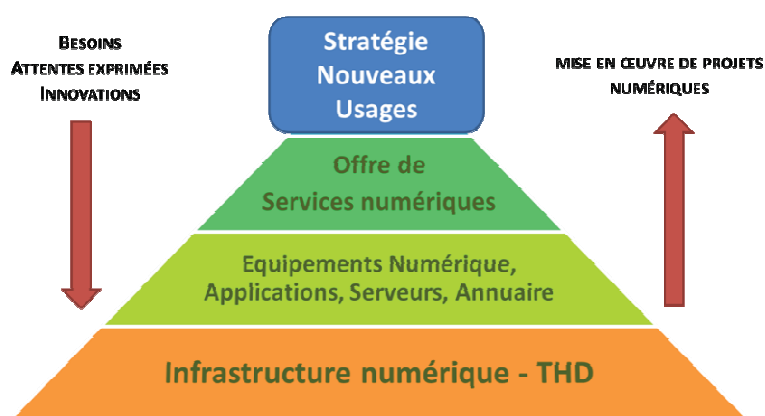 BESOINS
ATTENTES EXPRIMÉES
INNOVATIONS
Stratégie
Nouveaux
Usages
MISE EN ŒUVRE DE PROJETS
NUMÉRIQUES
Offre de
Services numériques
Equipements Numérique,
Applications, Serveurs, Annuaire
Infrastructure numérique - THD